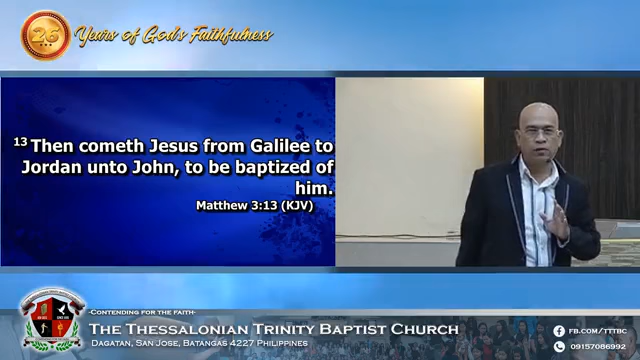 26 Years of God's Faithfulness
13 Then cometh Jesus from Galilee to
Jordan unto John, to be baptized of
him.
Matthew 3:13 (KJV)
-Contending for the faith-
The Thessalonian Trinity Baptist Church
Dagatan, San Jose, Batangas 4227 Philippines
FB.COM/TTTBC
09157086992